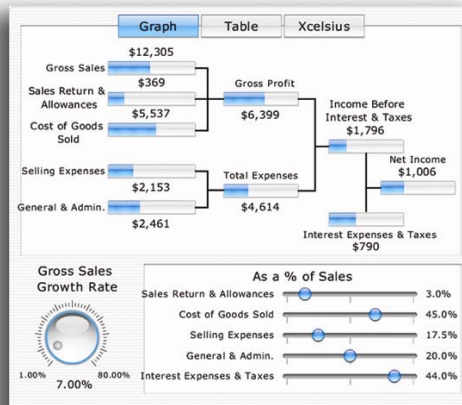 Graph Table Xcelsius
$12,305
Gross Sales
$369
Sales Return &
Allowances
$5,537
Cost of Goods
Sold
Gross Profit
$6,399
Income Before
Interest & Taxes
$1,796
Net Income
$1,006
Selling Expenses
$2,153
Total Expenses
$4,614
General & Admin.
$2,461
Interest Expenses & Taxes
$790
Gross Sales
Growth Rate
1.00% 80.00%
7.00%
As a % of Sales
Sales Return & Allowances 3.0%
Cost of Goods Sold 45.0%
Selling Expenses 17.5%
General & Admin. 20.0%
Interest Expenses & Taxes 44.0%